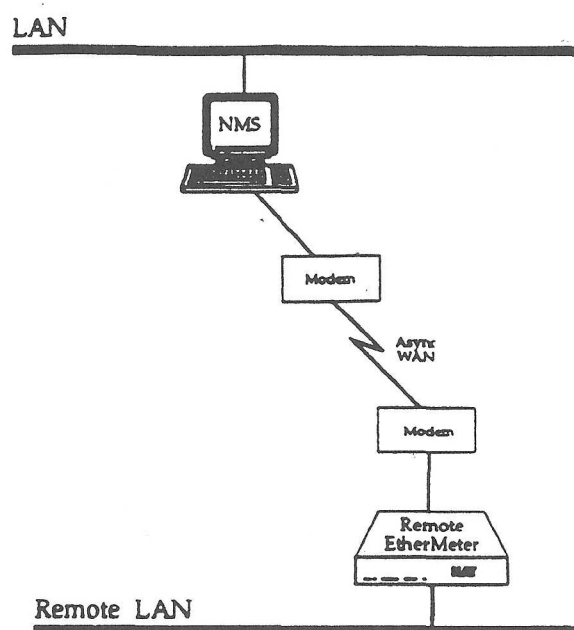 LAN
NMS
Modem
Async
WAN
Modem
Remote
EtherMeter
Remote LAN